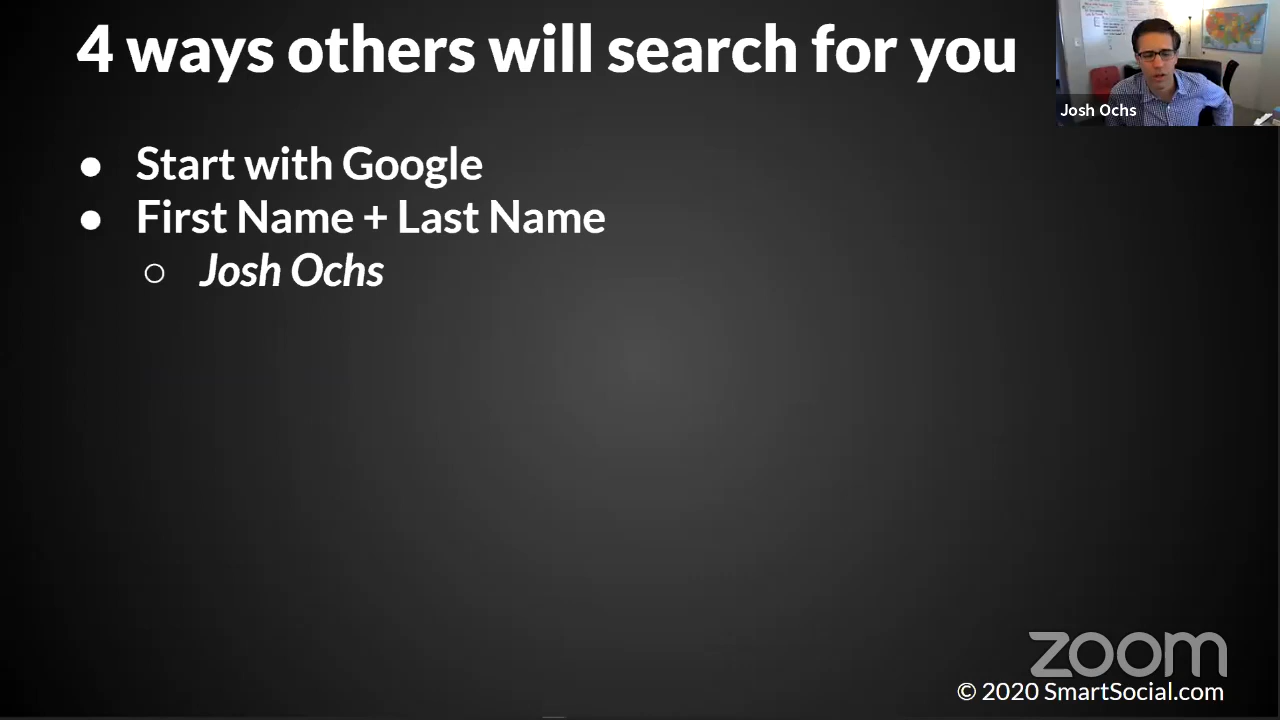 4 ways others will search for you
Josh Ochs
● Start with Google
● First Name + Last Name
○ Josh Ochs
zoom
© 2020 SmartSocial.com